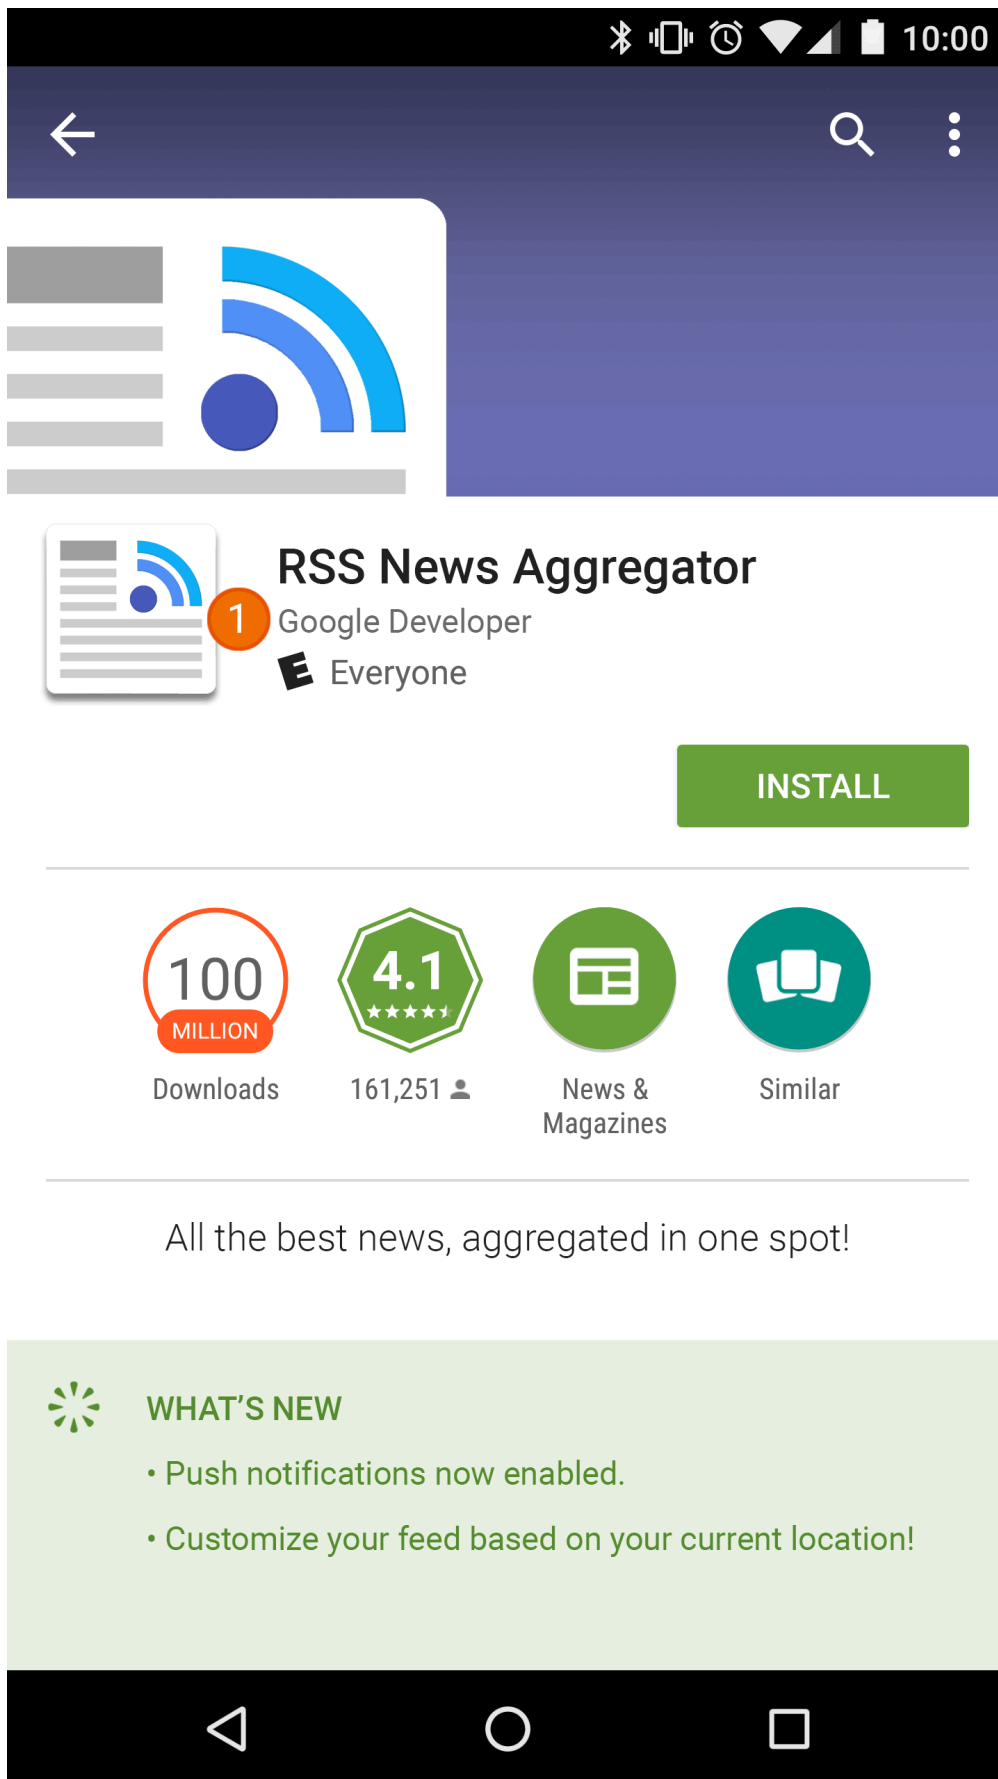 10:00
RSS News Aggregator
1
Google Developer
E Everyone
INSTALL
100
MILLION
Downloads
4.1
161,251
News &
Magazines
Similar
All the best news, aggregated in one spot!
WHAT’S NEW
• Push notifications now enabled.
• Customize your feed based on your current location!